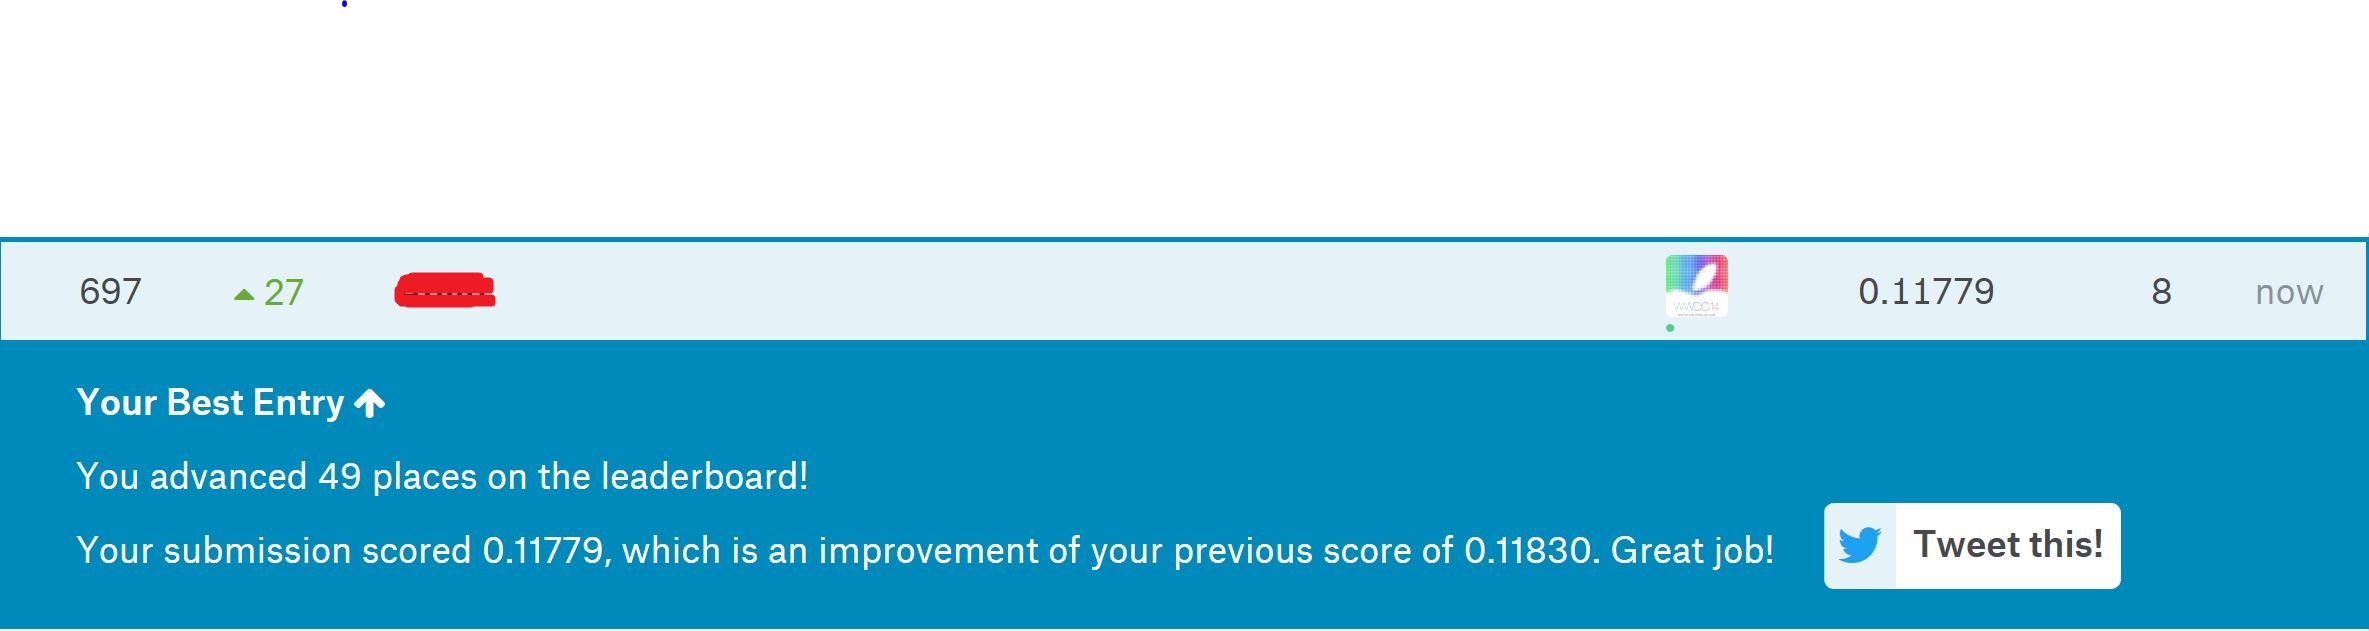 697 27 0.11779 8 now
WWDC14
Your Best Entry
You advanced 49 places on the leaderboard!
Your submission scored 0.11779, which is an improvement of your previous score of 0.11830. Great job!
Tweet this!